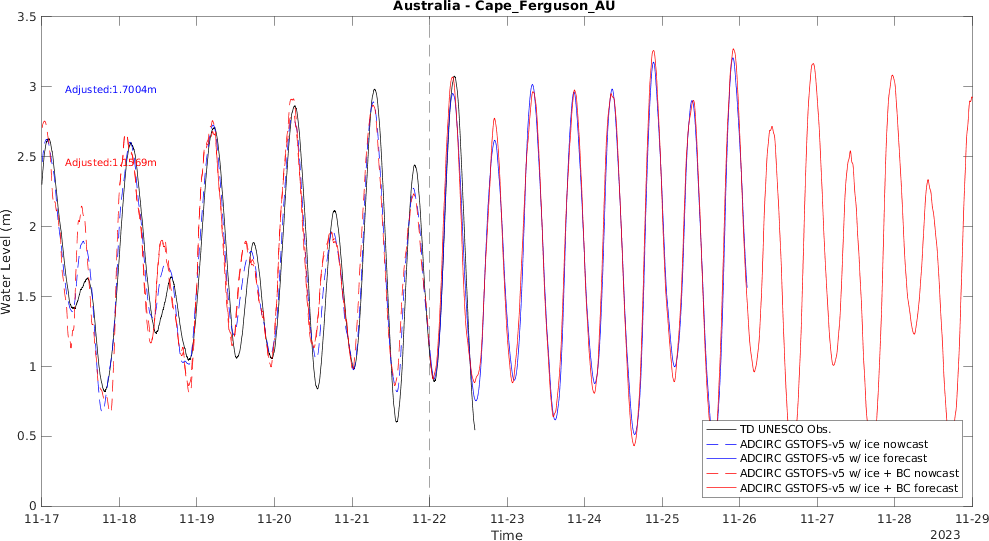 Australia - Cape_Ferguson_AU
3.5
3
2.5
2
1.5
1
0.5
0
Water Level (m)
Adjusted:1.7004m
TD UNESCO Obs.
ADCIRC GSTOFS-v5 w/ ice nowcast
ADCIRC GSTOFS-v5 w/ ice forecast
ADCIRC GSTOFS-v5 w/ ice + BC nowcast
ADCIRC GSTOFS-v5 w/ ice + BC forecast
11-17 11-18 11-19 11-20 11-21 11-22 11-23 11-24 11-25 11-26 11-27 11-28 11-29
Time
2023